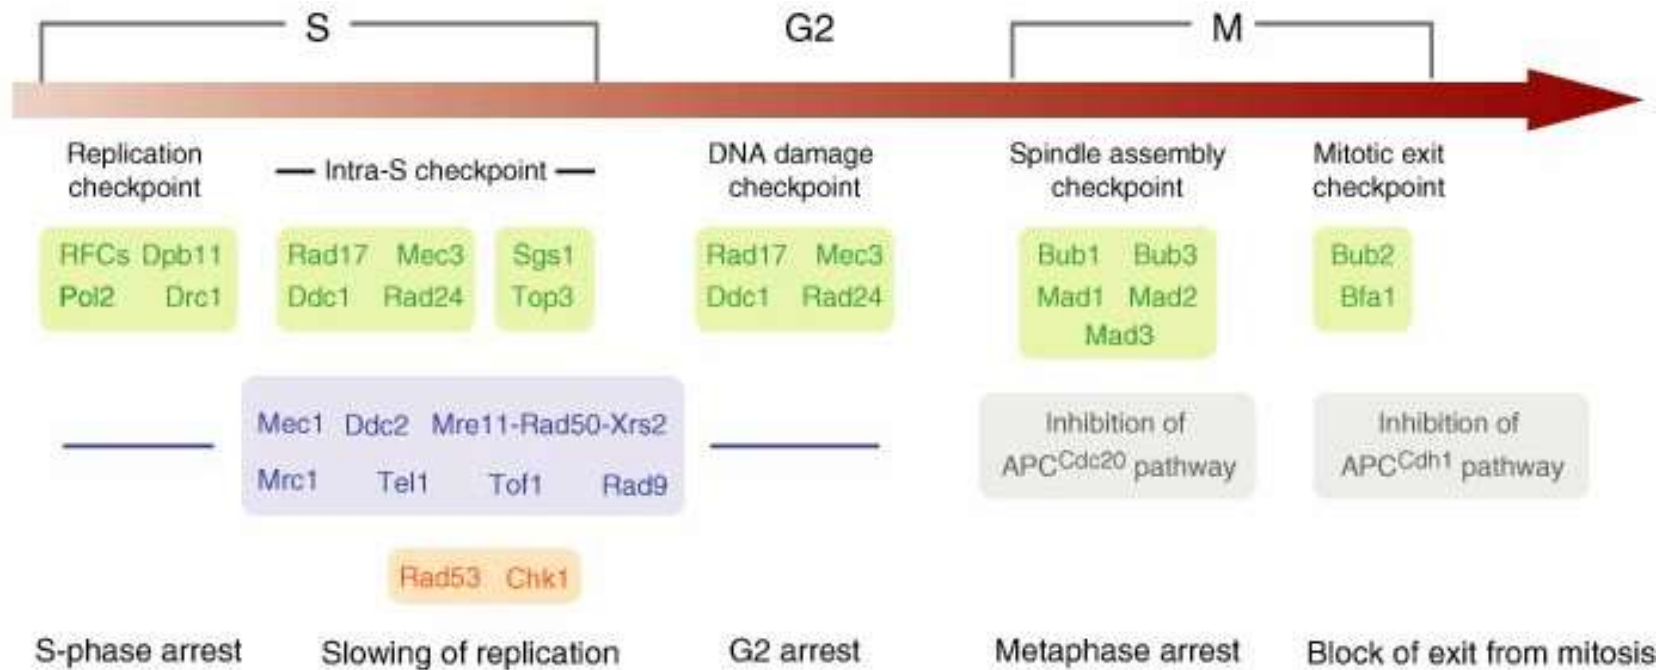 S G2 M
Replication
checkpoint
Intra-S checkpoint
DNA damage
checkpoint
Spindle assembly
checkpoint
Mitotic exit
checkpoint
RFCs Dpb11
Pol2 Drc1
Rad17 Mec3
Ddc1 Rad24
Sgs1
Top3
Rad17 Mec3
Ddc1 Rad24
Bub1 Bub3
Mad1 Mad2
Mad3
Bub2
Bfa1
Mec1 Ddc2 Mre11-Rad50-Xrs2
Mrc1 Tel1 Tof1 Rad9
Inhibition of
APCCdc20 pathway
Inhibition of
APCCdh1 pathway
Rad53 Chk1
S-phase arrest
Slowing of replication
G2 arrest
Metaphase arrest
Block of exit from mitosis